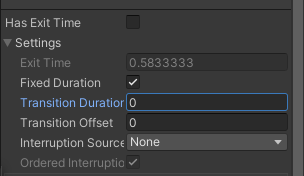 Has Exit Time
Settings
Exit Time 0.5833333
Fixed Duration
Transition Duration 0
Transition Offset 0
Interruption Source None
Ordered Interruptio